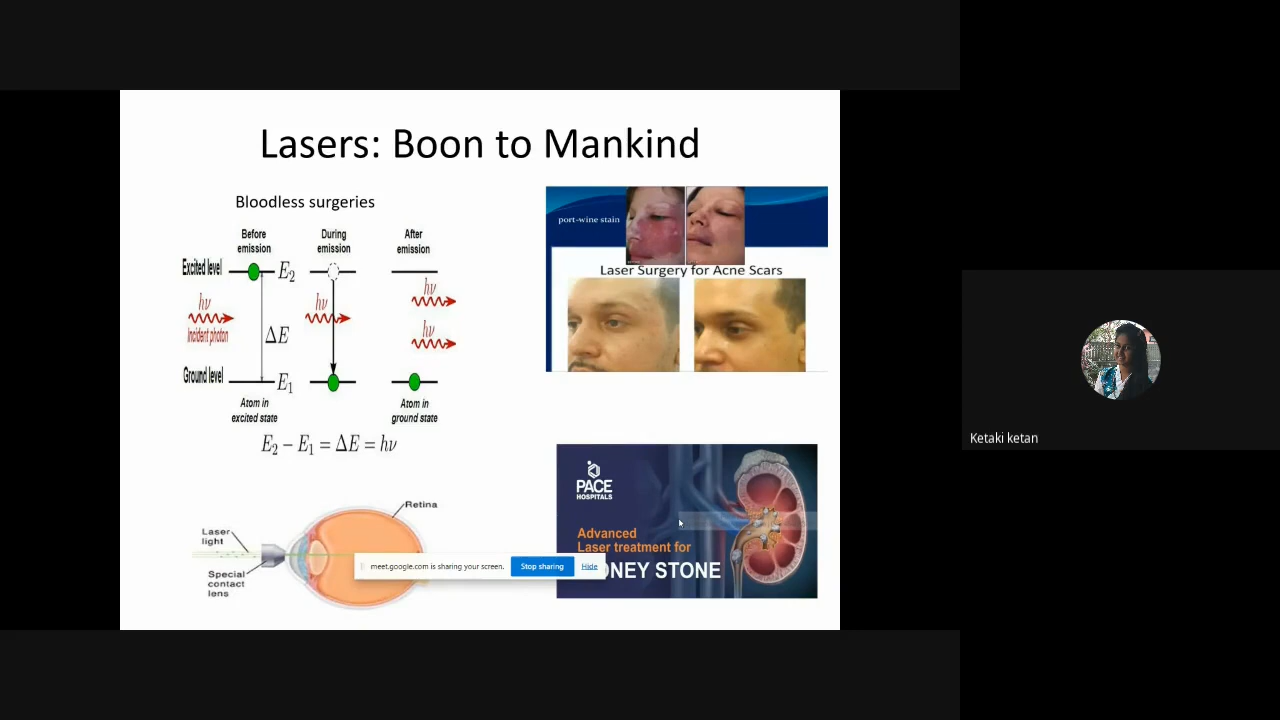 Lasers: Boon to Mankind
Bloodless surgeries
Before
emission
During
emission
After
emission
Excited level
E₂
hν
incident photon
ΔE
hν
hν
hν
Ground level
E₁
Atom in
excited state
Atom in
ground state
E₂ − E₁ = ΔE = hν
port-wine stain
Laser Surgery for Acne Scars
Retina
Laser
light
Special
contact
lens
PACE
HOSPITALS
Advanced
Laser treatment for
NEY STONE
meet.google.com is sharing your screen.
Stop sharing
Hide
Ketaki ketan